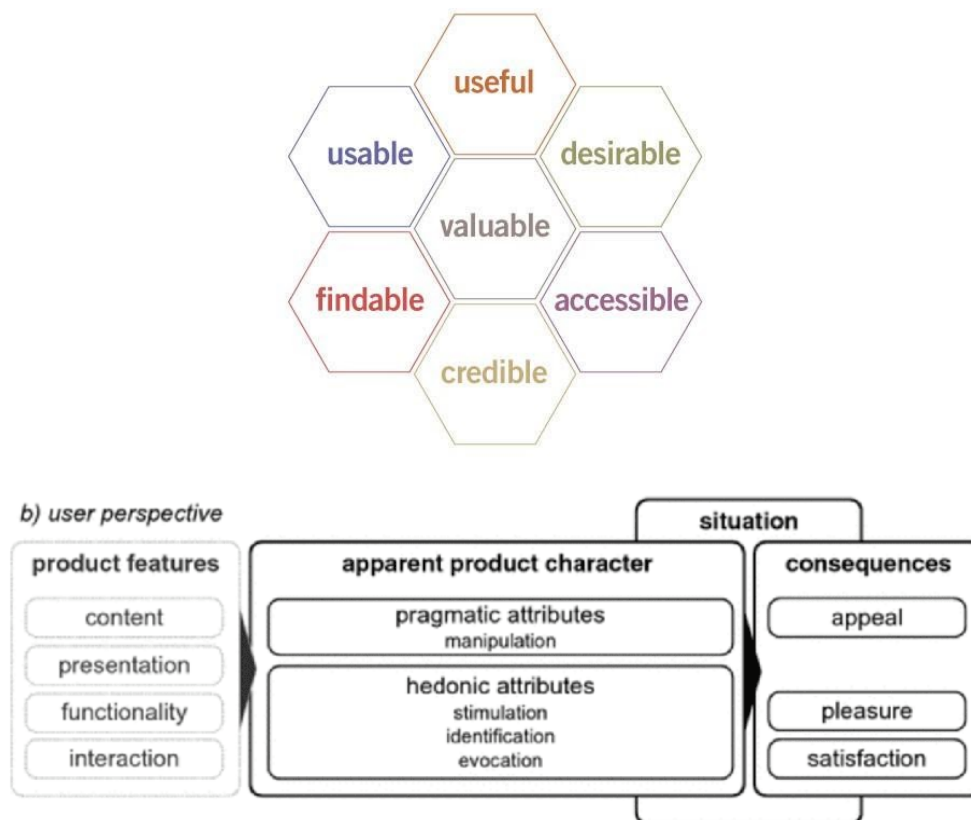 useful
usable
desirable
valuable
findable
accessible
credible
b) user perspective
situation
product features
content
presentation
functionality
interaction
apparent product character
pragmatic attributes
manipulation
hedonic attributes
stimulation
identification
evocation
consequences
appeal
pleasure
satisfaction